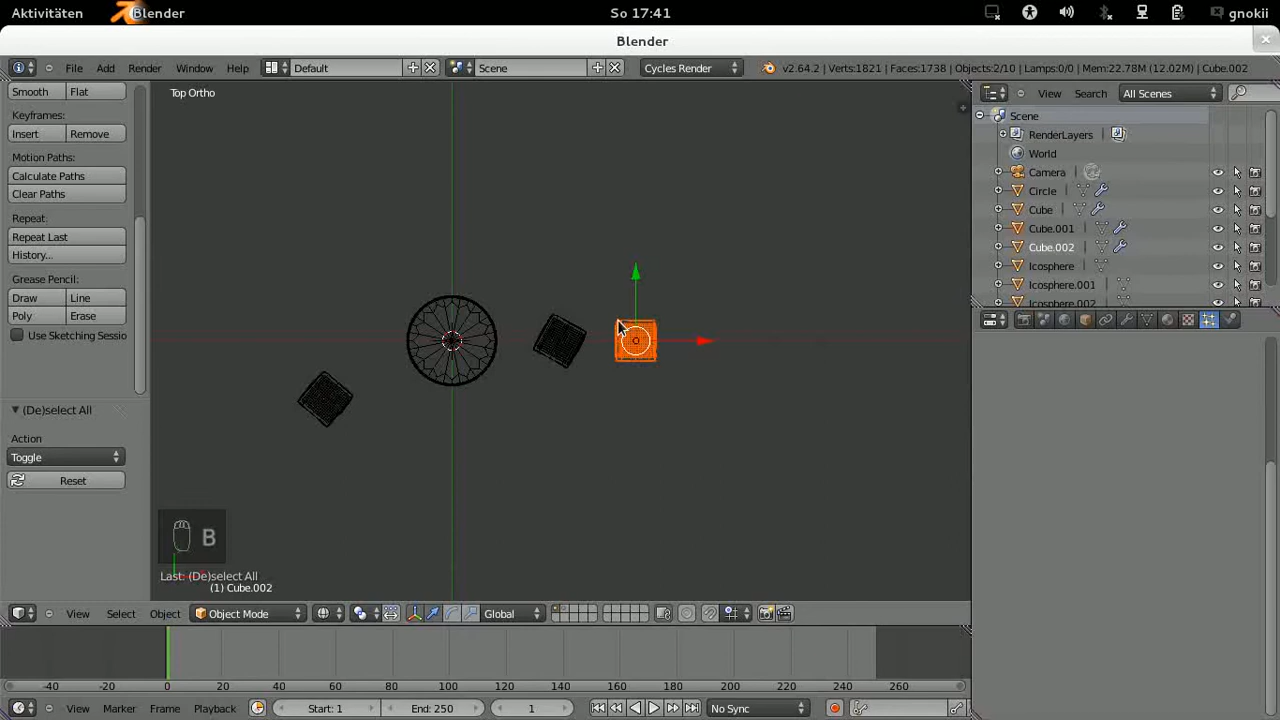 Aktivitäten Blender So 17:41 gnokii
Blender
File Add Render Window Help Default Scene Cycles Render v2.64.2 | Verts:1821 | Faces:1738 | Objects:2/10 | Lamps:0/0 | Mem:22.78M (12.02M) | Cube.002
Smooth Flat
Top Ortho
View Search All Scenes
Keyframes:
Scene
Insert Remove
RenderLayers
Motion Paths:
World
Calculate Paths
Camera
Clear Paths
Circle
Repeat:
Cube
Repeat Last
Cube.001
History...
Cube.002
Grease Pencil:
Icosphere
Draw Line
Icosphere.001
Poly Erase
Icosphere.002
Use Sketching Sessio
(De)select All
Action
Toggle
Reset
B
Last: (De)select All
(1) Cube.002
View Select Object Object Mode Global
-40 -20 0 20 40 60 80 100 120 140 160 180 200 220 240 260
View Marker Frame Playback Start: 1 End: 250 1 No Sync